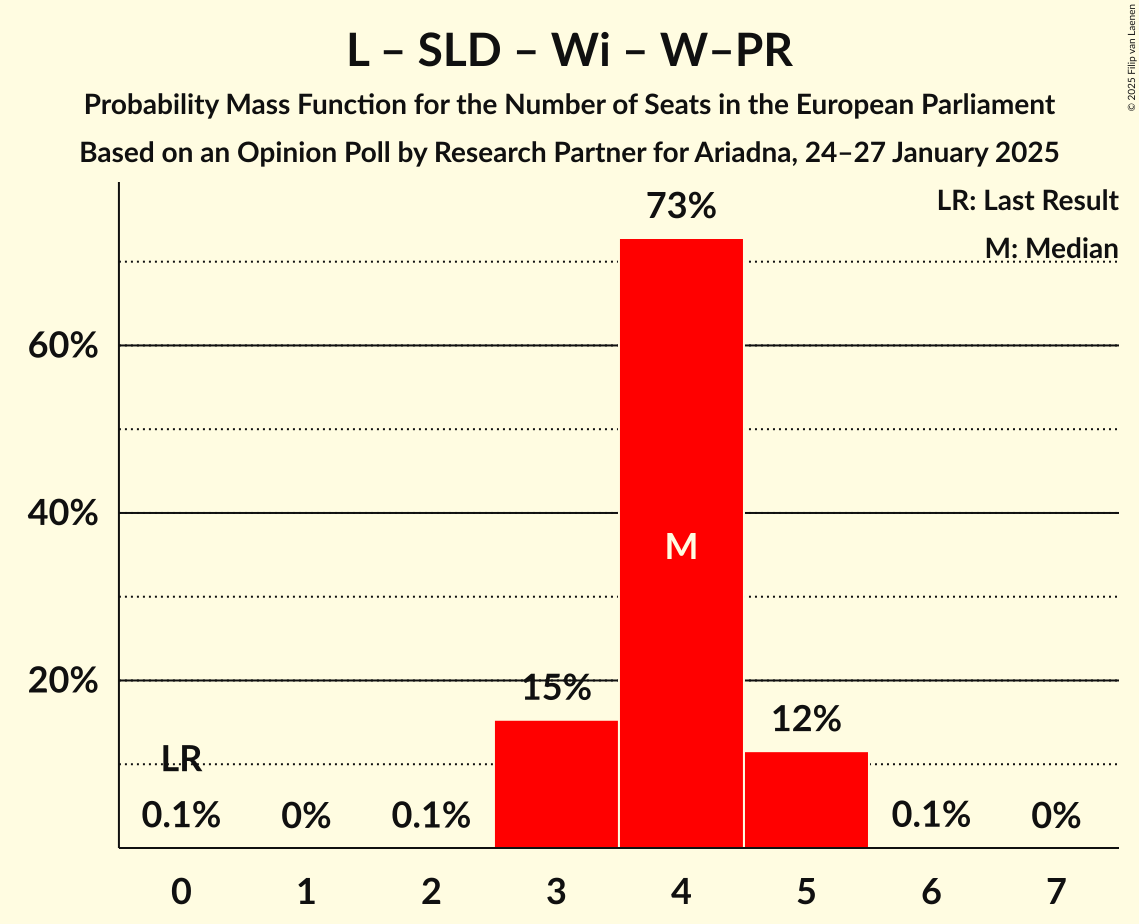 L – SLD – Wi – W–PR
Probability Mass Function for the Number of Seats in the European Parliament
Based on an Opinion Poll by Research Partner for Ariadna, 24–27 January 2025
© 2025 Filip van Laenen
LR: Last Result
M: Median
73%
60%
40%
M
20%
15%
12%
LR
0.1%
0%
0.1%
0.1%
0%
0
1
2
3
4
5
6
7